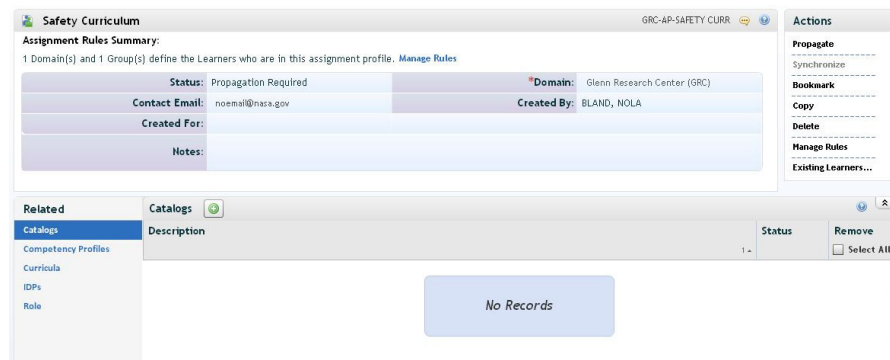 Safety Curriculum
GRC-AP-SAFETY CURR
Assignment Rules Summary:
1 Domain(s) and 1 Group(s) define the Learners who are in this assignment profile. Manage Rules
Status: Propagation Required
*Domain: Glenn Research Center (GRC)
Contact Email: noemail@nasa.gov
Created By: BLAND, NOLA
Created For:
Notes:
Actions
Propagate
Synchronize
Bookmark
Copy
Delete
Manage Rules
Existing Learners...
Related
Catalogs
Competency Profiles
Curricula
IDPs
Role
Catalogs
Description
1
Status
Remove
Select All
No Records